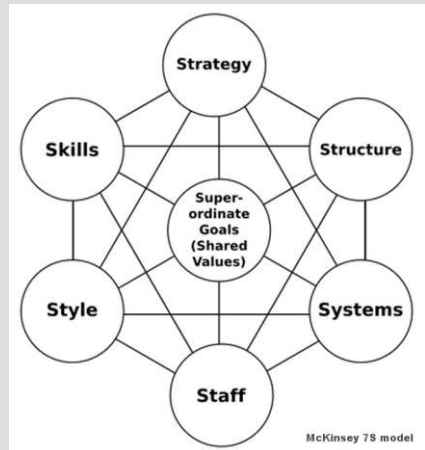 Strategy
Skills
Structure
Super-
ordinate
Goals
(Shared
Values)
Style
Systems
Staff
McKinsey 7S model